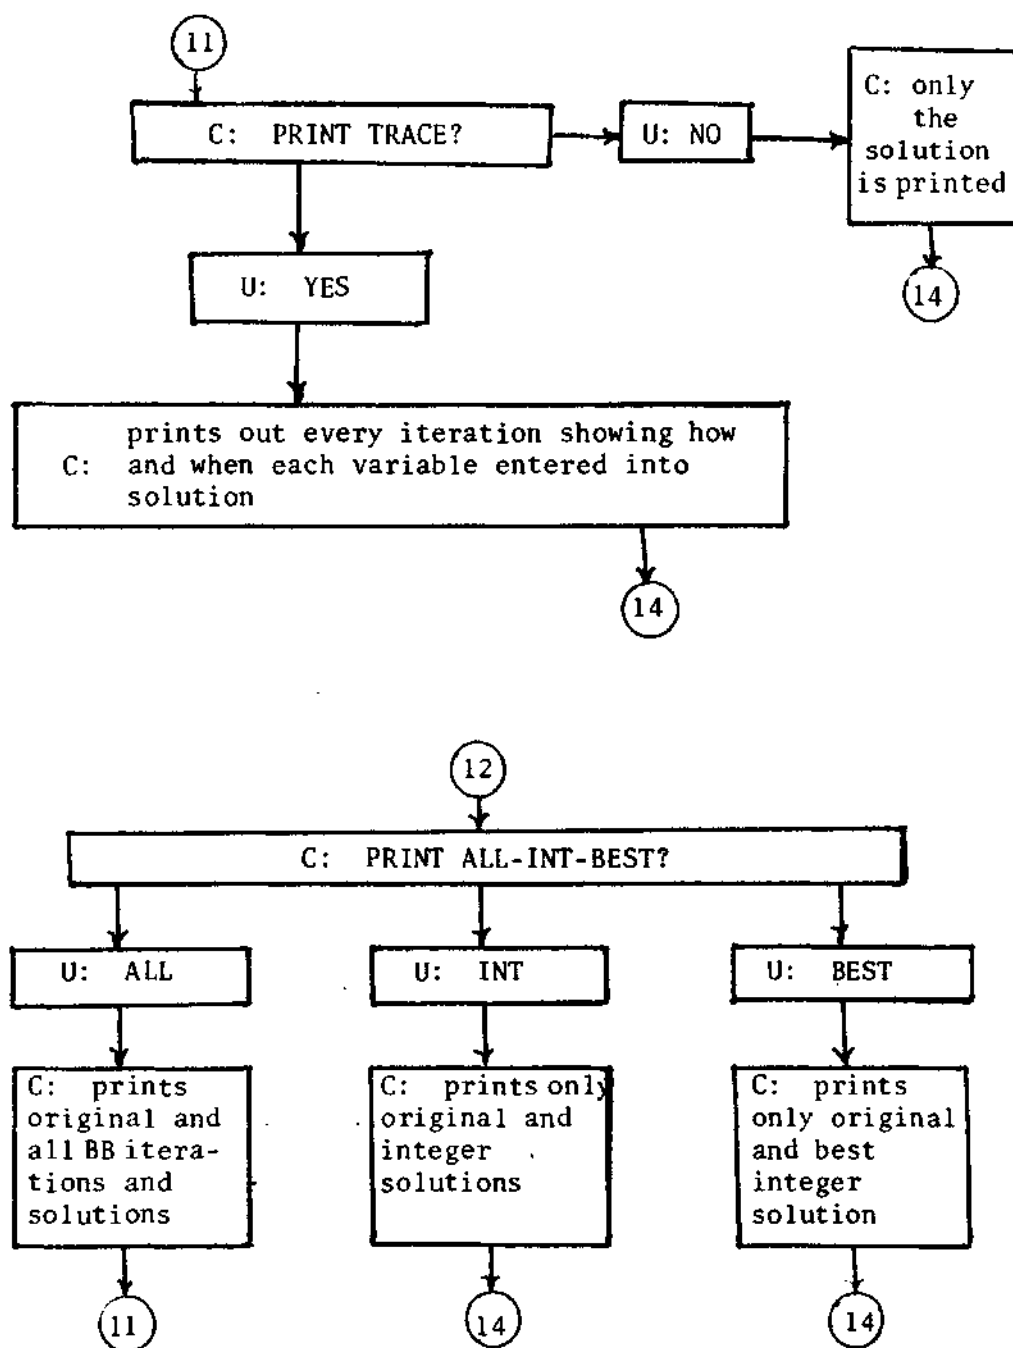 11
C: PRINT TRACE?
U: NO
C: only
the
solution
is printed
14
U: YES
prints out every iteration showing how
C: and when each variable entered into
solution
14
12
C: PRINT ALL-INT-BEST?
U: ALL
U: INT
U: BEST
C: prints
original and
all BB itera-
tions and
solutions
C: prints only
original and
integer
solutions
C: prints
only original
and best
integer
solution
11
14
14